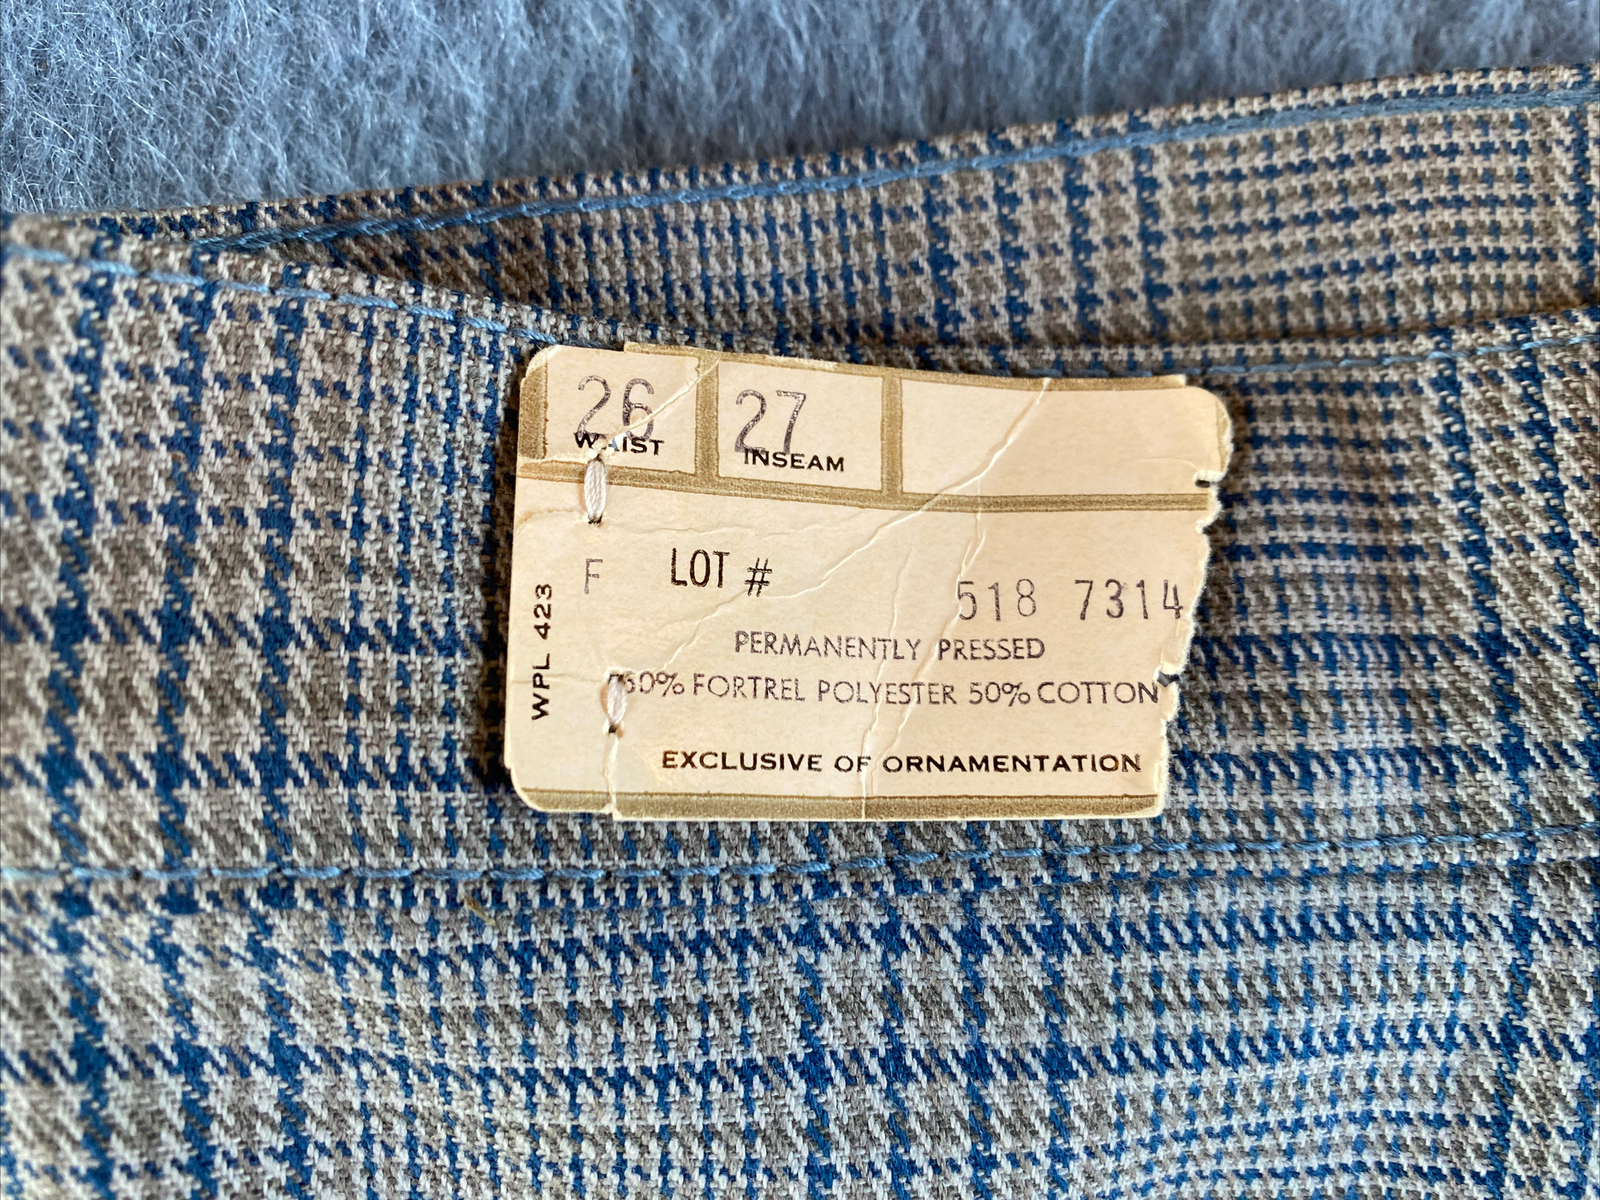 26 27
WAIST INSEAM
F LOT # 518 7314
PERMANENTLY PRESSED
50% FORTREL POLYESTER 50% COTTON
EXCLUSIVE OF ORNAMENTATION
WPL 423